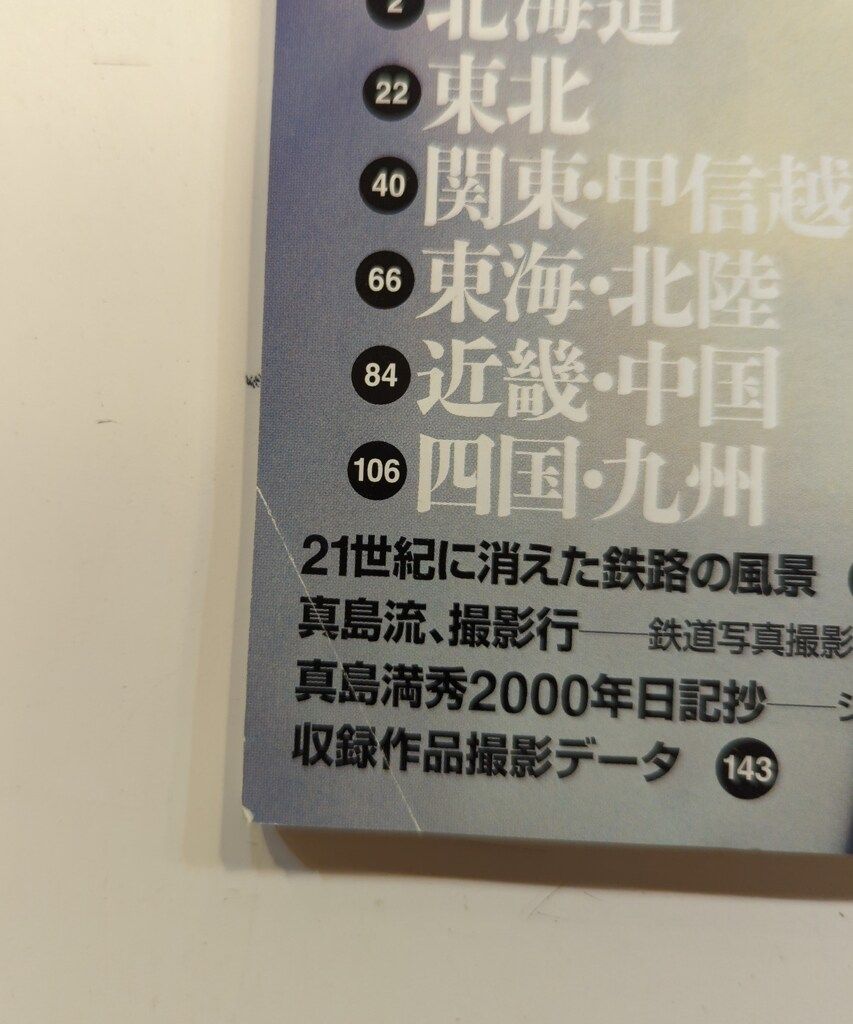 2 北海道
22 東北
40 関東・甲信越
66 東海・北陸
84 近畿・中国
106 四国・九州
21世紀に消えた鉄路の風景
真島流、撮影行――鉄道写真撮影
真島満秀2000年日記抄――
収録作品撮影データ 143